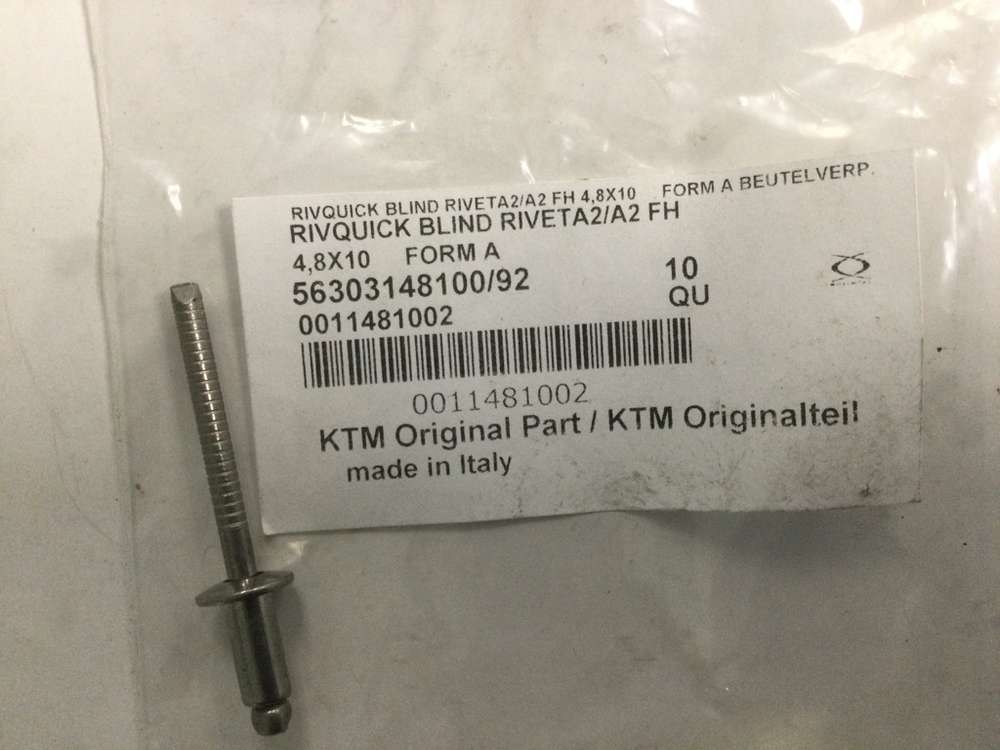 RIVQUICK BLIND RIVETA2/A2 FH 4,8X10 FORM A BEUTELVERP.
RIVQUICK BLIND RIVETA2/A2 FH
4,8X10 FORM A
56303148100/92 10
0011481002 QU
0011481002
KTM Original Part / KTM Originalteil
made in Italy